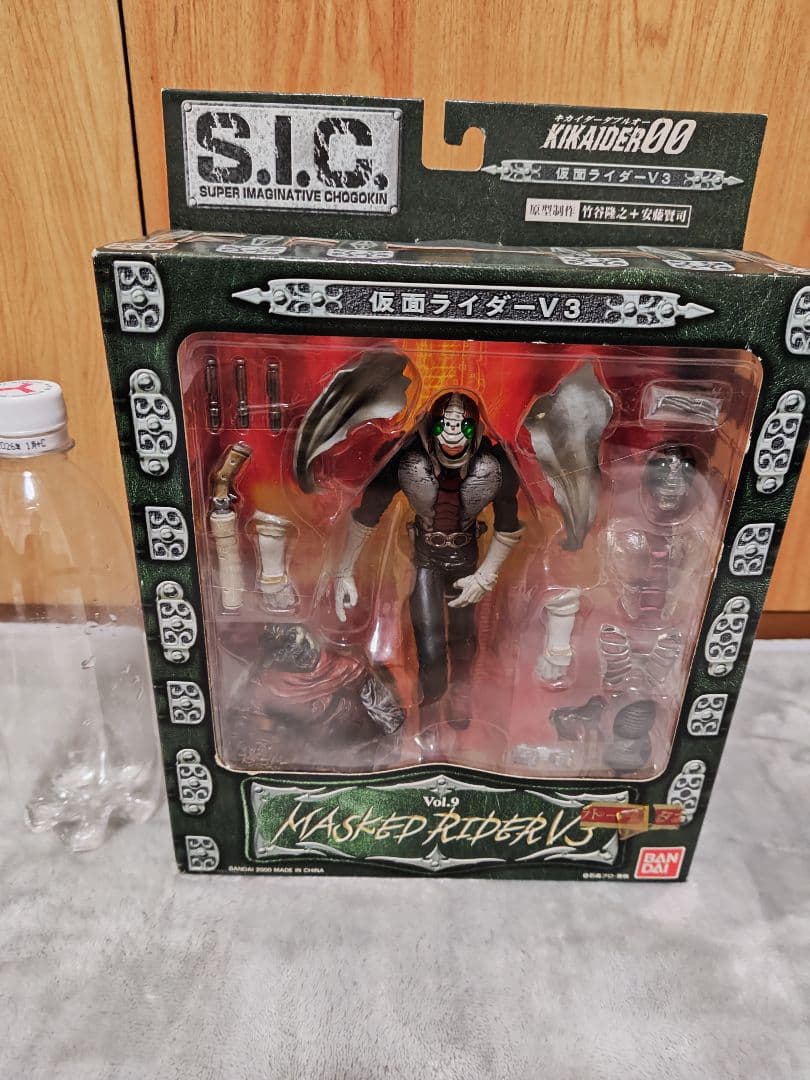 S.I.C.
SUPER IMAGINATIVE CHOGOKIN
キカイダーダブルオー
KIKAIDER00
仮面ライダーV3
原型制作 竹谷隆之+安藤賢司
仮面ライダーV3
Vol.9
MASKED RIDER V3
BANDAI 2000 MADE IN CHINA
BAN
DAI